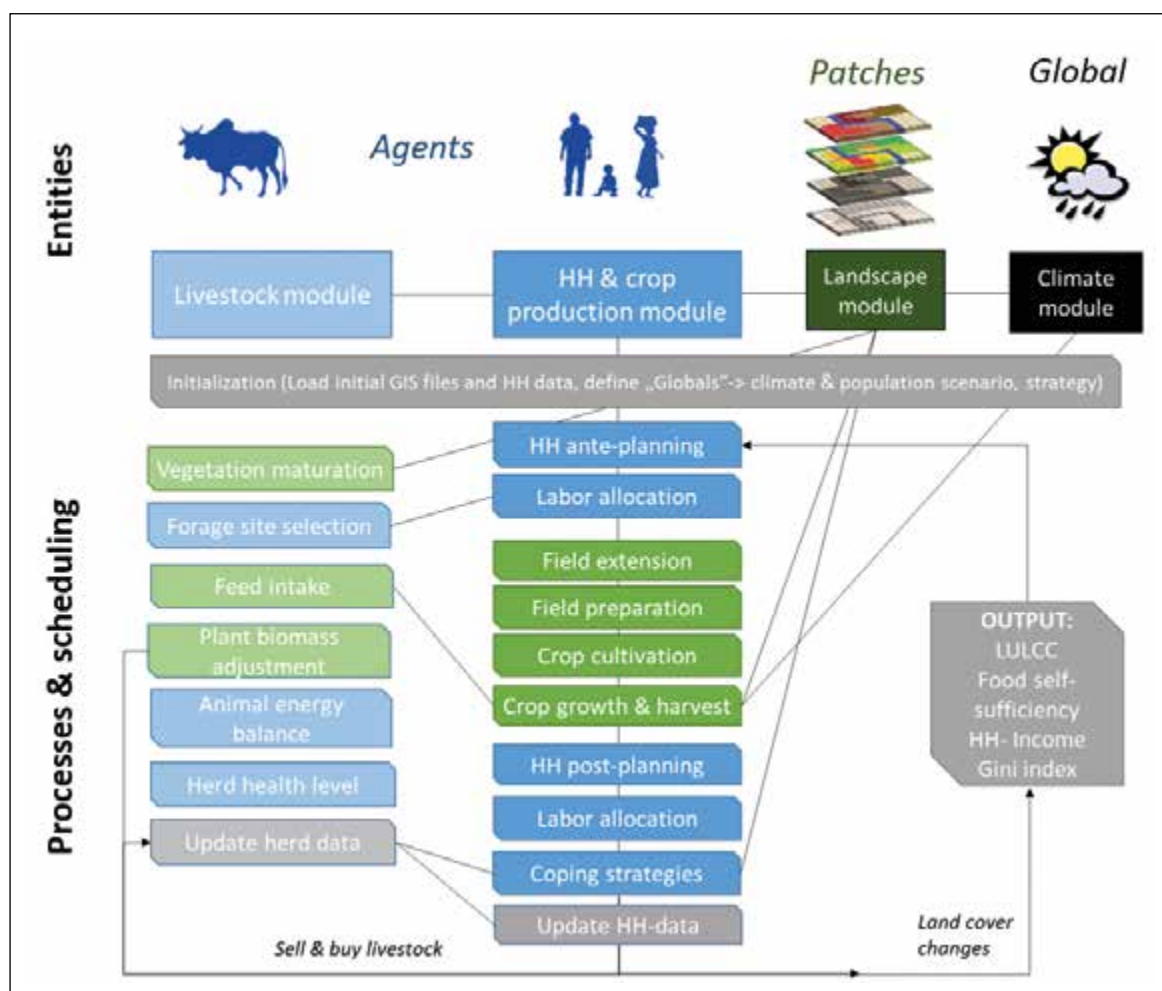 Patches
Global
Agents
Entities
Livestock module
HH & crop
production module
Landscape
module
Climate
module
Initialization (Load initial GIS files and HH data, define „Globals"-> climate & population scenario, strategy)
Processes & scheduling
Vegetation maturation
Forage site selection
Feed intake
Plant biomass
adjustment
Animal energy
balance
Herd health level
Update herd data
HH ante-planning
Labor allocation
Field extension
Field preparation
Crop cultivation
Crop growth & harvest
HH post-planning
Labor allocation
Coping strategies
Update HH-data
OUTPUT:
LULCC
Food self-
sufficiency
HH- Income
Gini index
Sell & buy livestock
Land cover
changes